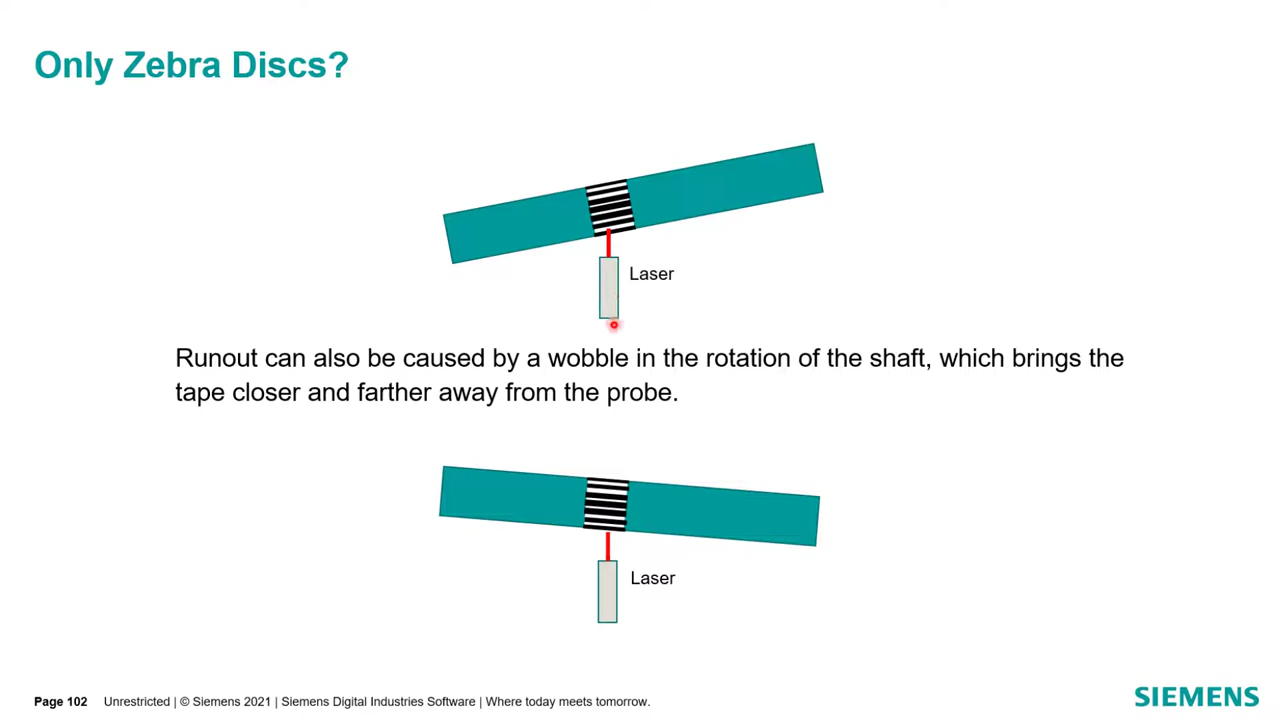 Only Zebra Discs?
Laser
Runout can also be caused by a wobble in the rotation of the shaft, which brings the
tape closer and farther away from the probe.
Laser
Page 102 Unrestricted | © Siemens 2021 | Siemens Digital Industries Software | Where today meets tomorrow.
SIEMENS